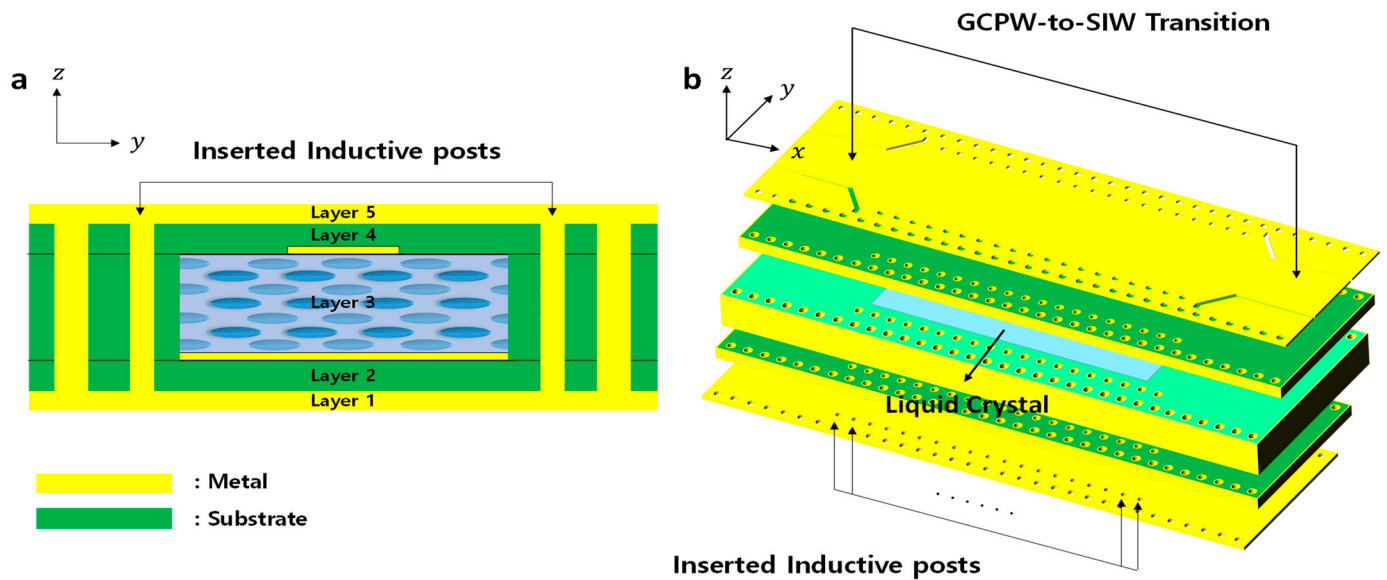 a
z
y
Inserted Inductive posts
Layer 5
Layer 4
Layer 3
Layer 2
Layer 1
: Metal
: Substrate
GCPW-to-SIW Transition
b
z
y
x
Liquid Crystal
Inserted Inductive posts